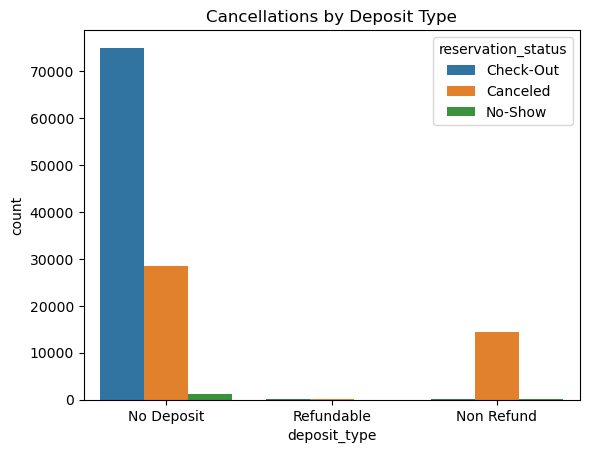 Cancellations by Deposit Type
reservation_status
Check-Out
Canceled
No-Show
count
70000
60000
50000
40000
30000
20000
10000
0
No Deposit
Refundable
Non Refund
deposit_type